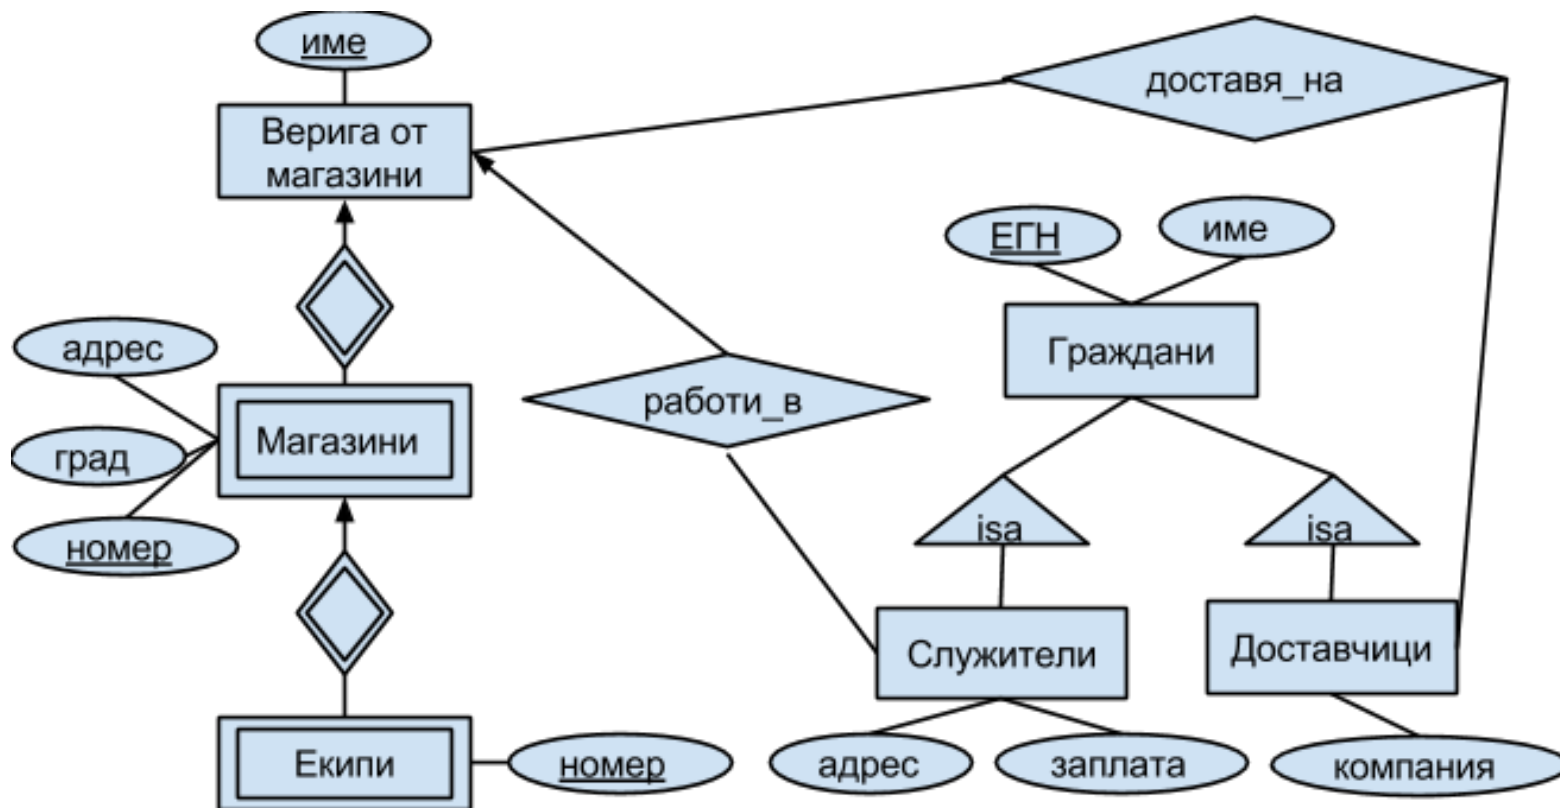 име
доставя_на
Верига от
магазини
ЕГН
име
адрес
Граждани
работи_в
Магазини
град
isa
isa
номер
Служители
Доставчици
Екипи
номер
адрес
заплата
компания